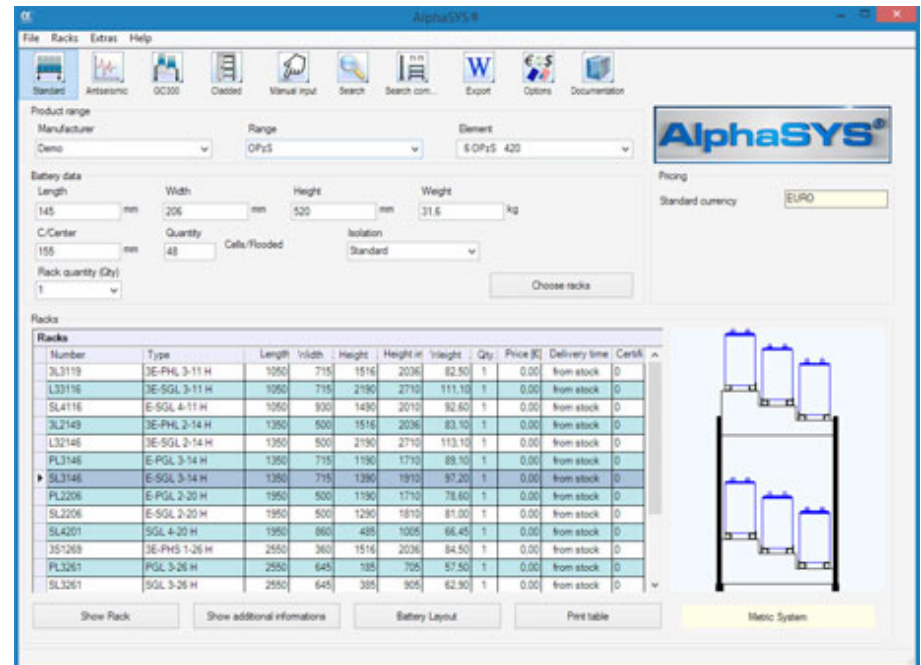 AlphaSYS®
File Racks Extras Help
Standard Antiseismic GC300 Cladded Manual input Search Search com... Export Options Documentation
Product range
Manufacturer Range Element
Demo OPzS 6 OPzS 420
AlphaSYS®
Battery data Pricing
Length Width Height Weight
Standard currency EURO
145 mm 206 mm 520 mm 31,6 kg
C/Center Quantity Isolation
155 mm 48 Cells/Flooded Standard
Rack quantity (Qty)
1 Choose racks
Racks
Racks
Number Type Length Width Height Height in Weight Qty. Price [€] Delivery time Certifi
3L3119 3E-PHL 3-11 H 1050 715 1516 2036 82,50 1 0,00 from stock 0
L33116 3E-SGL 3-11 H 1050 715 2190 2710 111,10 1 0,00 from stock 0
SL4116 E-SGL 4-11 H 1050 930 1490 2010 92,60 1 0,00 from stock 0
3L2149 3E-PHL 2-14 H 1350 500 1516 2036 83,10 1 0,00 from stock 0
L32146 3E-SGL 2-14 H 1350 500 2190 2710 113,10 1 0,00 from stock 0
PL3146 E-PGL 3-14 H 1350 715 1190 1710 89,10 1 0,00 from stock 0
SL3146 E-SGL 3-14 H 1350 715 1390 1910 97,20 1 0,00 from stock 0
PL2206 E-PGL 2-20 H 1950 500 1190 1710 78,60 1 0,00 from stock 0
SL2206 E-SGL 2-20 H 1950 500 1290 1810 81,00 1 0,00 from stock 0
SL4201 SGL 4-20 H 1950 860 485 1005 66,45 1 0,00 from stock 0
3S1269 3E-PHS 1-26 H 2550 360 1516 2036 84,50 1 0,00 from stock 0
PL3261 PGL 3-26 H 2550 645 185 705 57,50 1 0,00 from stock 0
SL3261 SGL 3-26 H 2550 645 385 905 62,90 1 0,00 from stock 0
Show Rack Show additional informations Battery Layout Print table Metric System